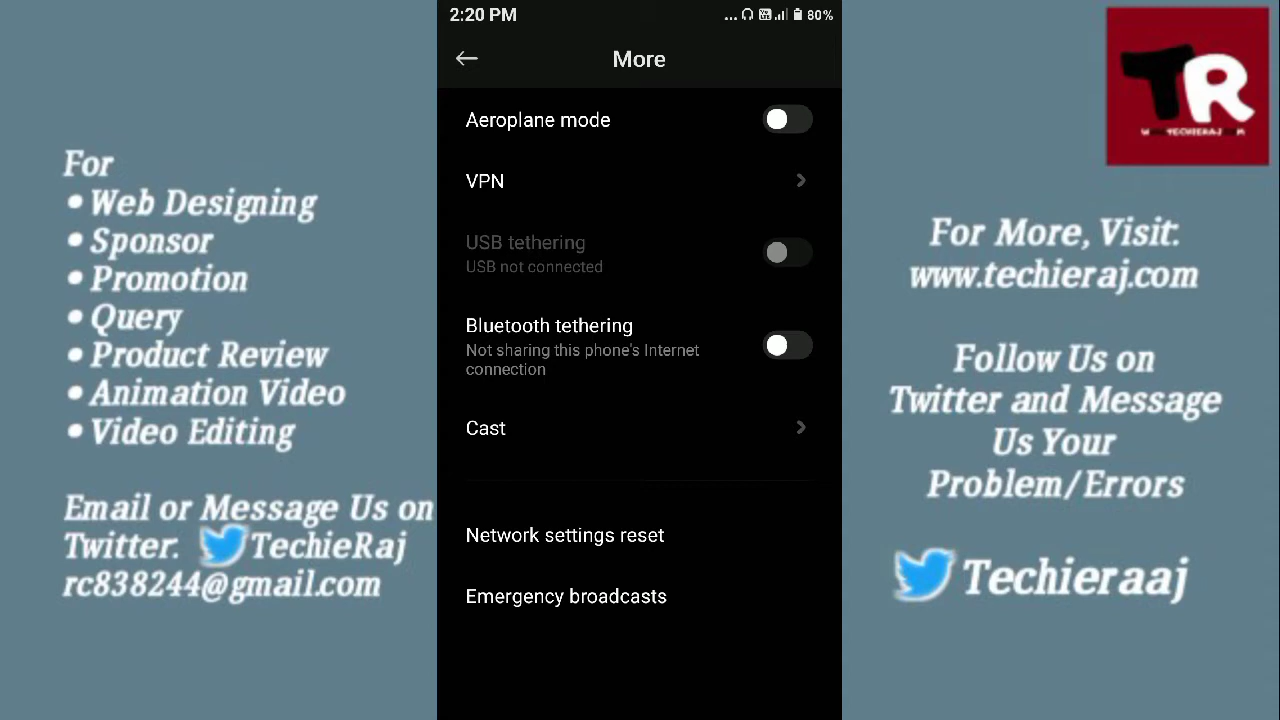 For
• Web Designing
• Sponsor
• Promotion
• Query
• Product Review
• Animation Video
• Video Editing
Email or Message Us on
Twitter. TechieRaj
rc838244@gmail.com
2:20 PM
... 80%
More
Aeroplane mode
VPN
USB tethering
USB not connected
Bluetooth tethering
Not sharing this phone's Internet
connection
Cast
Network settings reset
Emergency broadcasts
TR
For More, Visit:
www.techieraj.com
Follow Us on
Twitter and Message
Us Your
Problem/Errors
Techieraaj